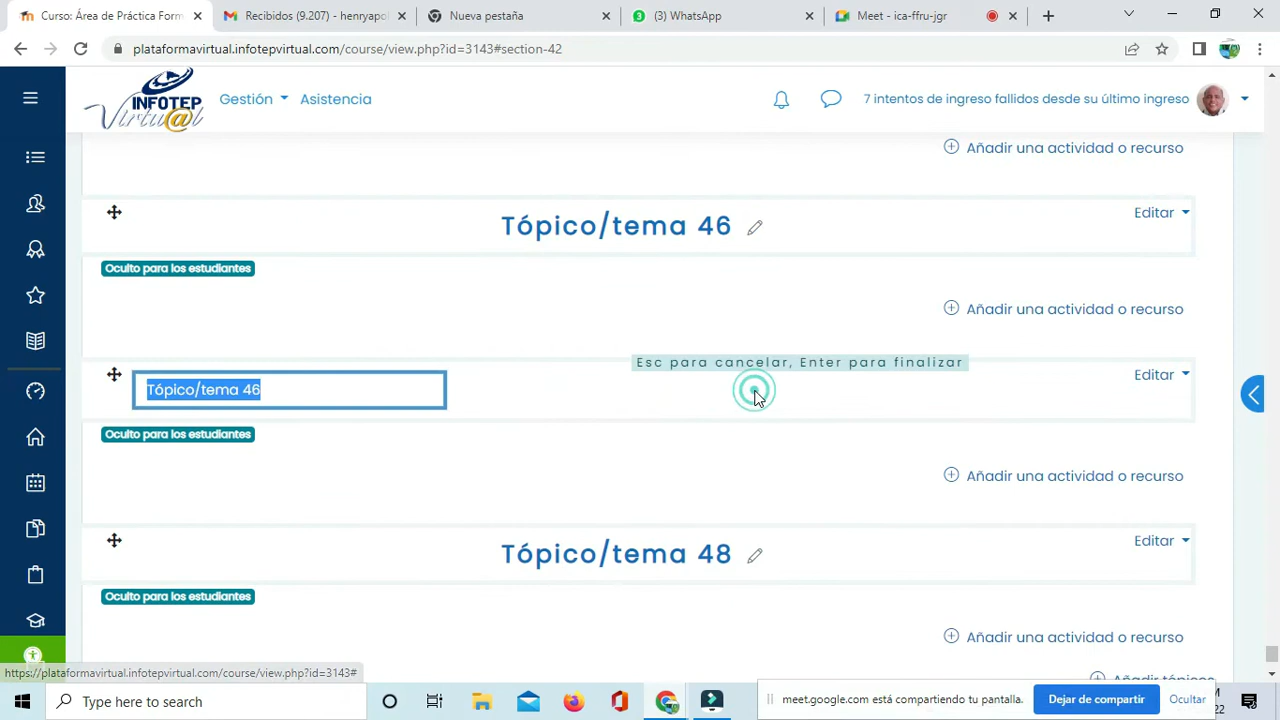 Curso: Área de Práctica Form
Recibidos (9.207) - henryapol
Nueva pestaña
(3) WhatsApp
Meet - ica-ffru-jgr
plataformavirtual.infotepvirtual.com/course/view.php?id=3143#section-42
INFOTEP
Virtu@l
Gestión
Asistencia
7 intentos de ingreso fallidos desde su último ingreso
Añadir una actividad o recurso
Tópico/tema 46
Editar
Oculto para los estudiantes
Añadir una actividad o recurso
Esc para cancelar, Enter para finalizar
Tópico/tema 46
Editar
Oculto para los estudiantes
Añadir una actividad o recurso
Tópico/tema 48
Editar
Oculto para los estudiantes
Añadir una actividad o recurso
Añadir tópicos
https://plataformavirtual.infotepvirtual.com/course/view.php?id=3143#
Type here to search
meet.google.com está compartiendo tu pantalla.
Dejar de compartir
Ocultar